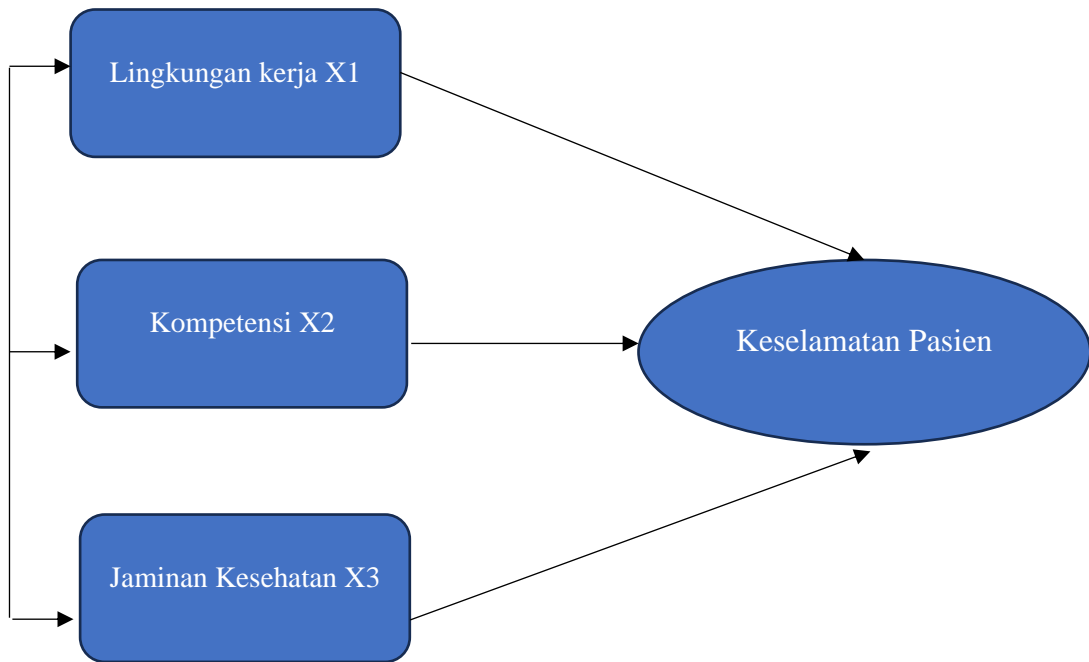 Lingkungan kerja X1
Kompetensi X2
Keselamatan Pasien
Jaminan Kesehatan X3